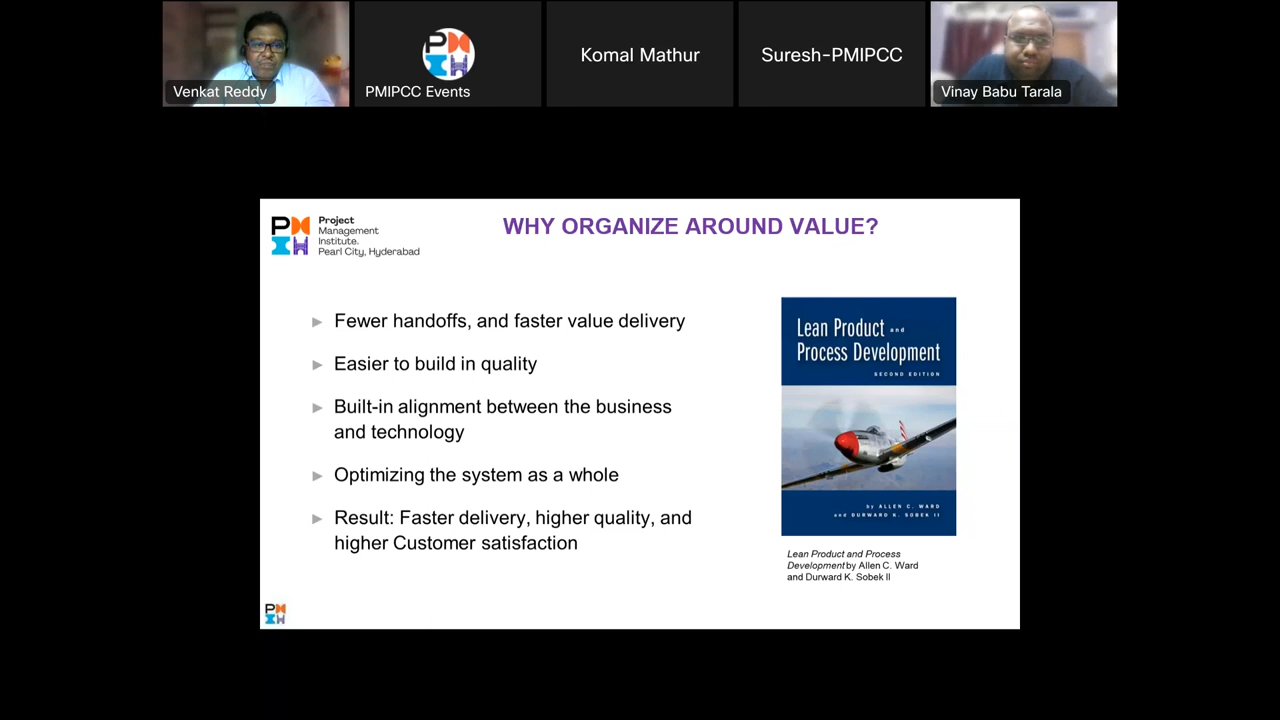 Venkat Reddy
PMIPCC Events
Komal Mathur
Suresh-PMIPCC
Vinay Babu Tarala
Project
Management
Institute.
Pearl City, Hyderabad
WHY ORGANIZE AROUND VALUE?
Fewer handoffs, and faster value delivery
Easier to build in quality
Built-in alignment between the business
and technology
Optimizing the system as a whole
Result: Faster delivery, higher quality, and
higher Customer satisfaction
Lean Product and
Process Development
SECOND EDITION
by ALLEN C. WARD
and DURWARD K. SOBEK II
Lean Product and Process
Developmentby Allen C. Ward
and Durward K. Sobek II